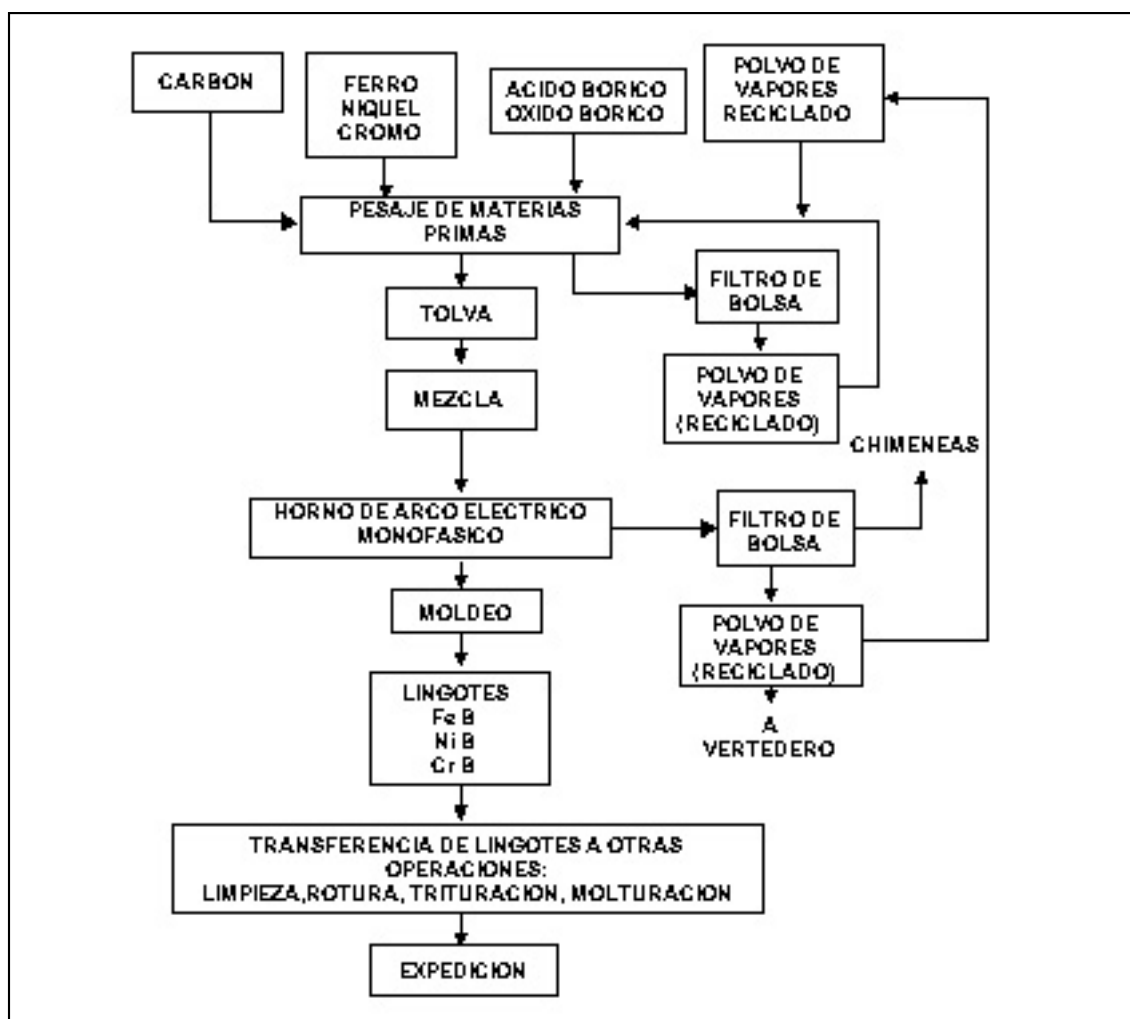 CARBON
FERRO
NIQUEL
CROMO
ACIDO BORICO
OXIDO BORICO
POLVO DE
VAPORES
RECICLADO
PESAJE DE MATERIAS
PRIMAS
FILTRO DE
BOLSA
TOLVA
POLVO DE
VAPORES
(RECICLADO)
MEZCLA
CHIMENEAS
HORNO DE ARCO ELECTRICO
MONOFASICO
FILTRO DE
BOLSA
MOLDEO
POLVO DE
VAPORES
(RECICLADO)
LINGOTES
Fe B
Ni B
Cr B
A
VERTEDERO
TRANSFERENCIA DE LINGOTES A OTRAS
OPERACIONES:
LIMPIEZA,ROTURA, TRITURACION, MOLTURACION
EXPEDICION